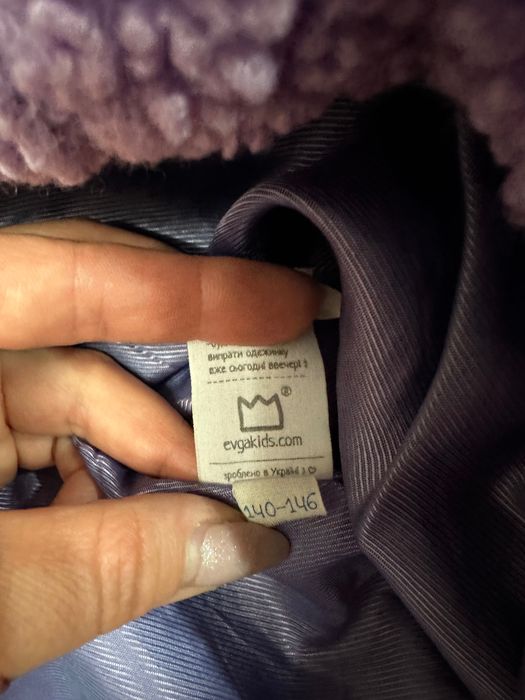 випрати одежинку
вже сьогодні ввечері :)
®
evgakids.com
зроблено в Україні з ♡
140-146